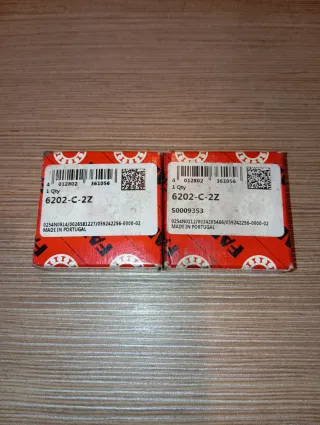 4 012802 361056
1 Qty
6202-C-2Z
MADE IN PORTUGAL
4 012802 361056
1 Qty
6202-C-2Z
S0009353
MADE IN PORTUGAL